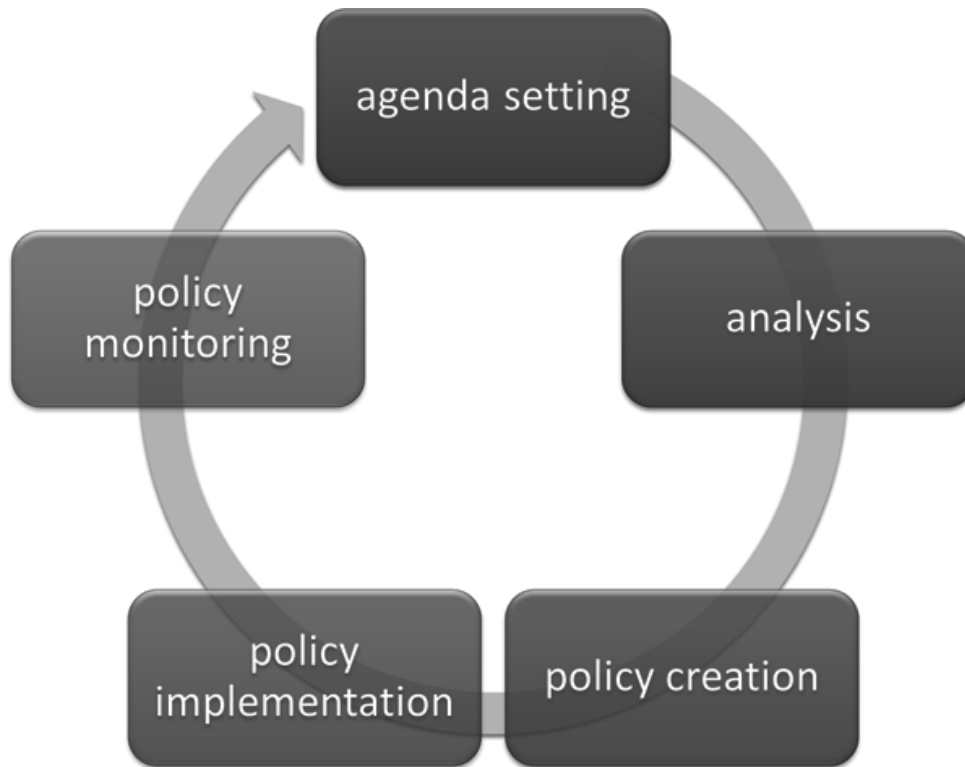 agenda setting
analysis
policy creation
policy
implementation
policy
monitoring